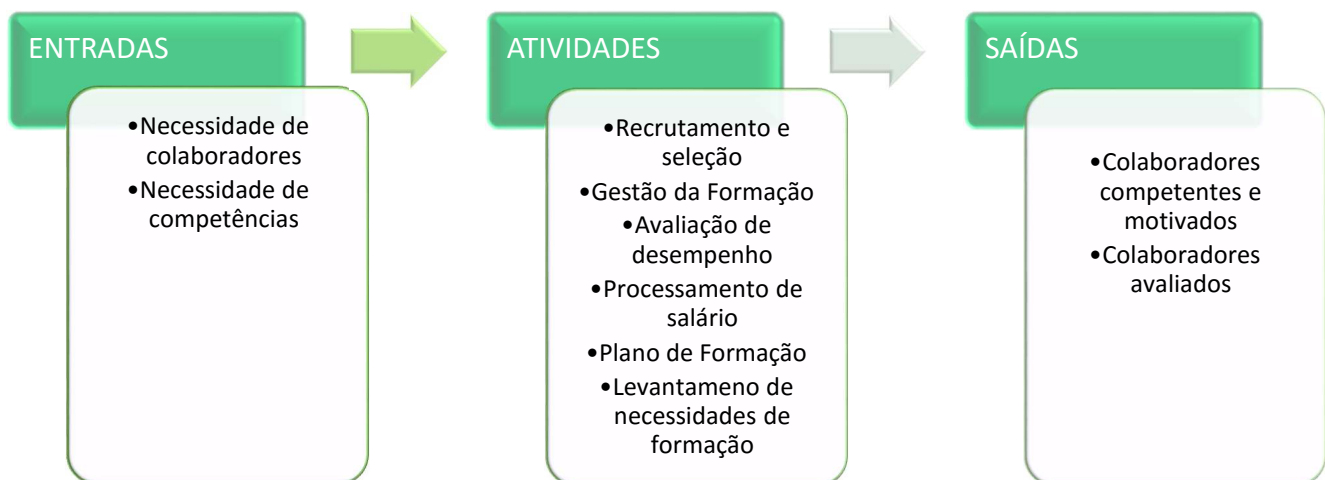 ENTRADAS
•Necessidade de
colaboradores
•Necessidade de
competências
ATIVIDADES
•Recrutamento e
seleção
•Gestão da Formação
•Avaliação de
desempenho
•Processamento de
salário
•Plano de Formação
•Levantameno de
necessidades de
formação
SAÍDAS
•Colaboradores
competentes e
motivados
•Colaboradores
avaliados